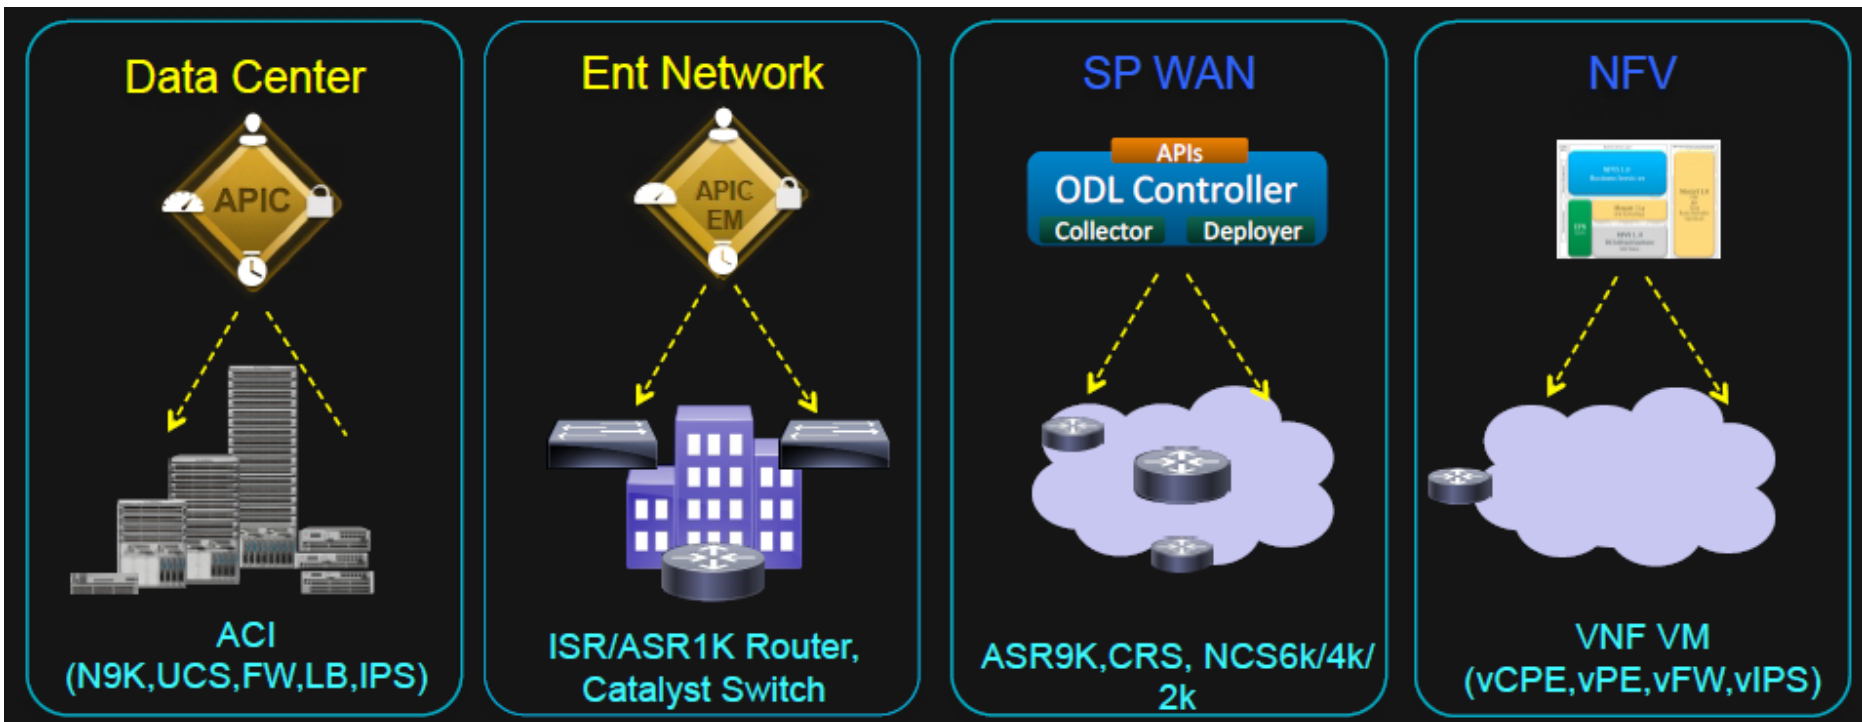 Data Center
APIC
ACI
(N9K,UCS,FW,LB,IPS)
Ent Network
APIC
EM
ISR/ASR1K Router,
Catalyst Switch
SP WAN
APIs
ODL Controller
Collector
Deployer
ASR9K,CRS, NCS6k/4k/
2k
NFV
VNF VM
(vCPE,vPE,vFW,vIPS)